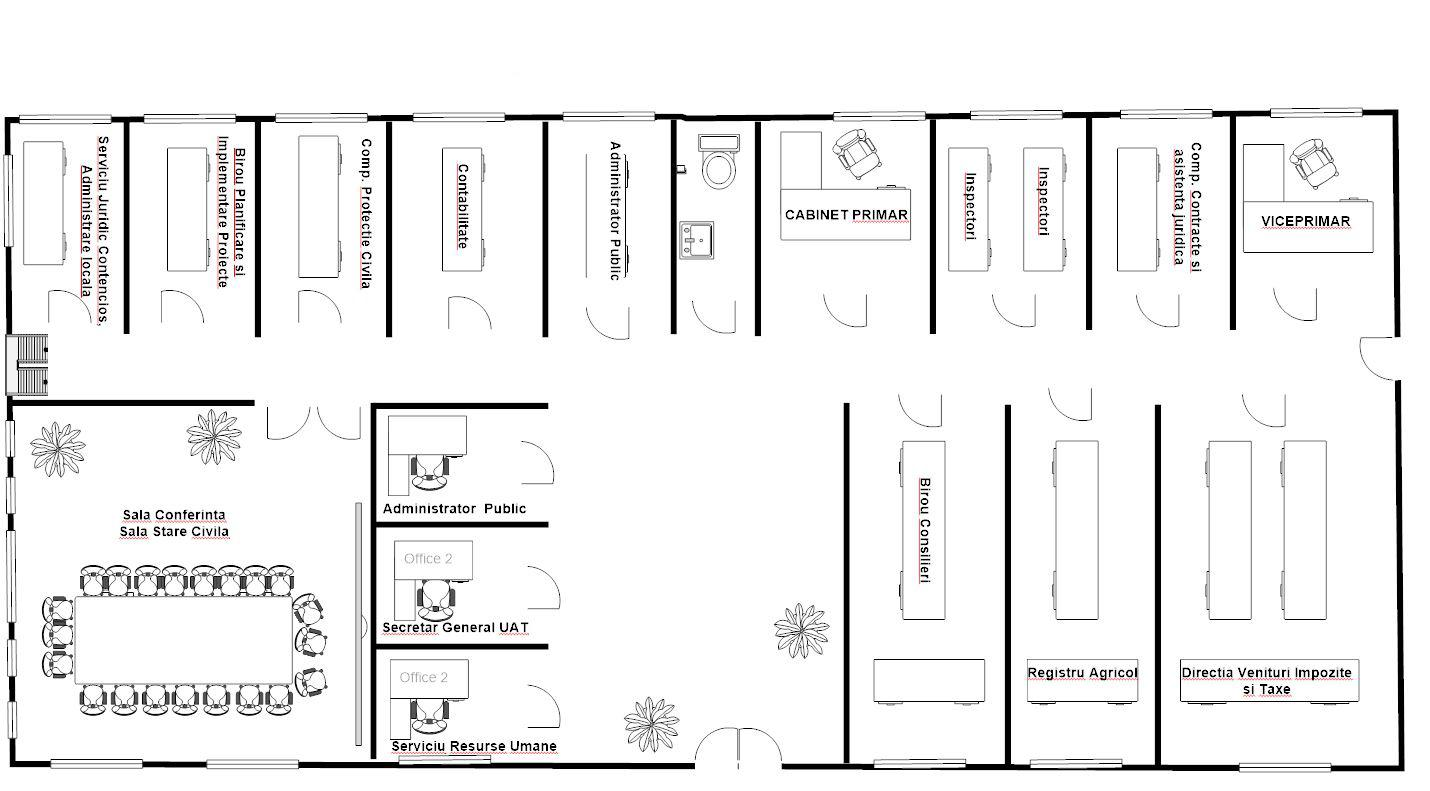 Serviciu Juridic Contencios,
Administrare locala
Birou Planificare si
Implementare Proiecte
Comp. Protectie Civila
Contabilitate
Administrator Public
CABINET PRIMAR
Inspectori
Inspectori
Comp. Contracte si
asistenta juridica
VICEPRIMAR
Sala Conferinta
Sala Stare Civila
Administrator Public
Office 2
Secretar General UAT
Office 2
Serviciu Resurse Umane
Birou Consilieri
Registru Agricol
Directia Venituri Impozite
si Taxe